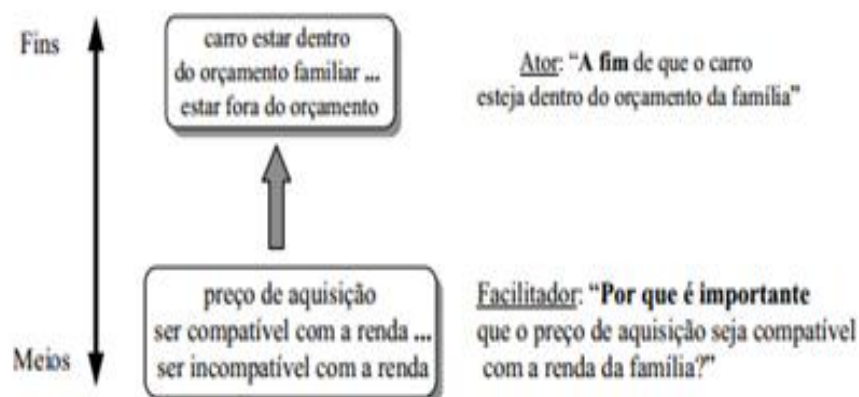 Fins
carro estar dentro
do orçamento familiar ...
estar fora do orçamento
Ator: “A fim de que o carro
esteja dentro do orçamento da família”
preço de aquisição
ser compatível com a renda ...
ser incompatível com a renda
Meios
Facilitador: “Por que é importante
que o preço de aquisição seja compatível
com a renda da família?”